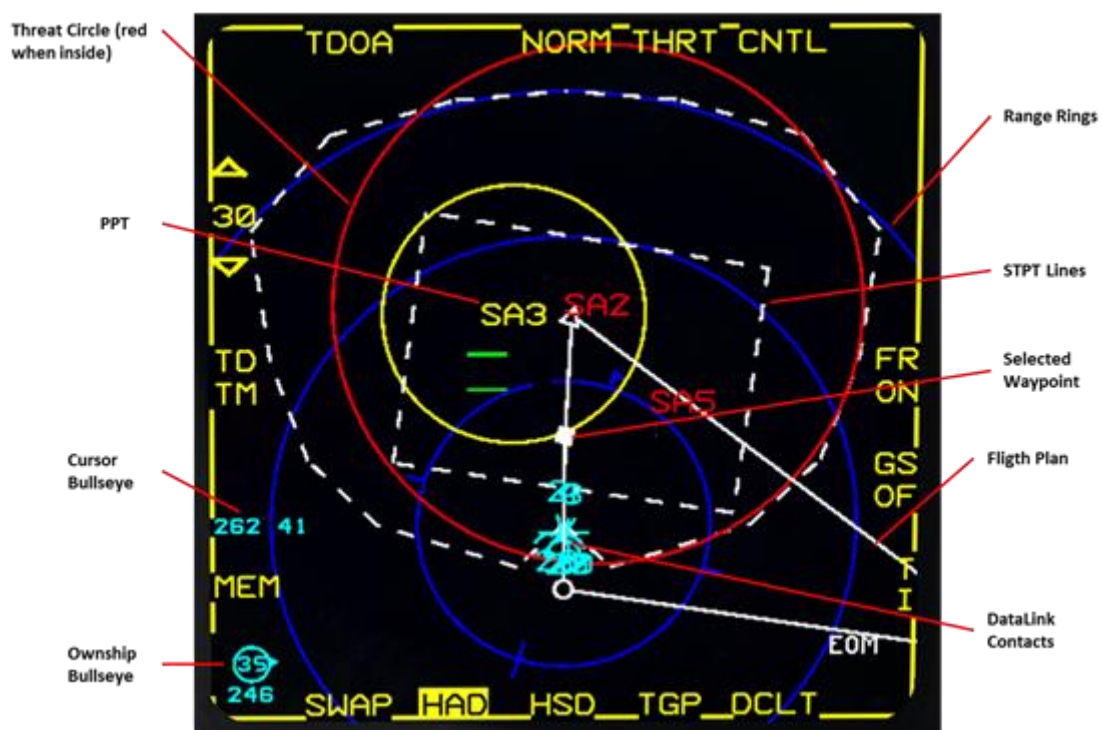 Threat Circle (red
when inside)
TDOA
NORM THRT CNTL
Range Rings
PPT
30
SA3
SA2
STPT Lines
TD
TM
FR
ON
Selected
Waypoint
SA5
Cursor
Bullseye
GS
OF
Fligth Plan
262 41
MEM
T
I
DataLink
Contacts
EOM
Ownship
Bullseye
35
246
SWAP HAD HSD TGP DCLT